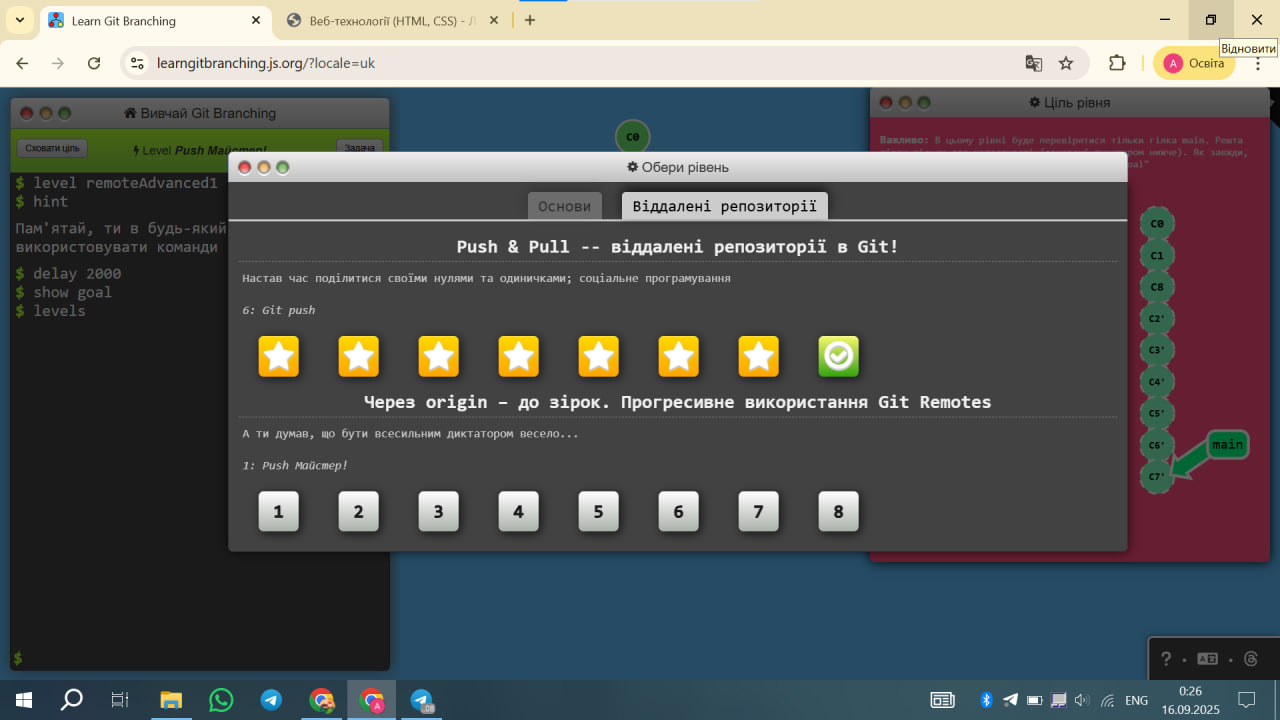 Learn Git Branching
Веб-технології (HTML, CSS) - Л
learngitbranching.js.org/?locale=uk
A Освіта
Відновити
Вивчай Git Branching
Сховати ціль
Level Push Майстер!
Задача
$ level remoteAdvanced1
$ hint
Пам'ятай, ти в будь-який
використовувати команди
$ delay 2000
$ show goal
$ levels
$
C0
Ціль рівня
Важливо: В цьому рівні буде перевірятися тільки гілка main. Решта
Обери рівень
Основи
Віддалені репозиторії
Push & Pull -- віддалені репозиторії в Git!
Настав час поділитися своїми нулями та одиничками; соціальне програмування
6: Git push
Через origin – до зірок. Прогресивне використання Git Remotes
А ти думав, що бути всесильним диктатором весело...
1: Push Майстер!
1 2 3 4 5 6 7 8
C0
C1
C8
C2'
C3'
C4'
C5'
C6'
main
C7'
ENG
0:26
16.09.2025